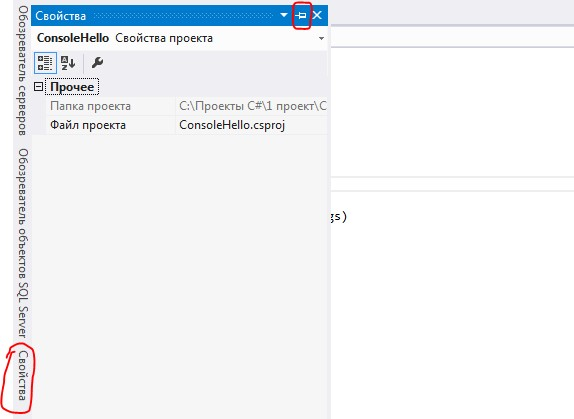 Обозреватель серверов
Обозреватель объектов SQL Server
Свойства
Свойства
ConsoleHello Свойства проекта
Прочее
Папка проекта C:\Проекты C#\1 проект\C
Файл проекта ConsoleHello.csproj
gs)